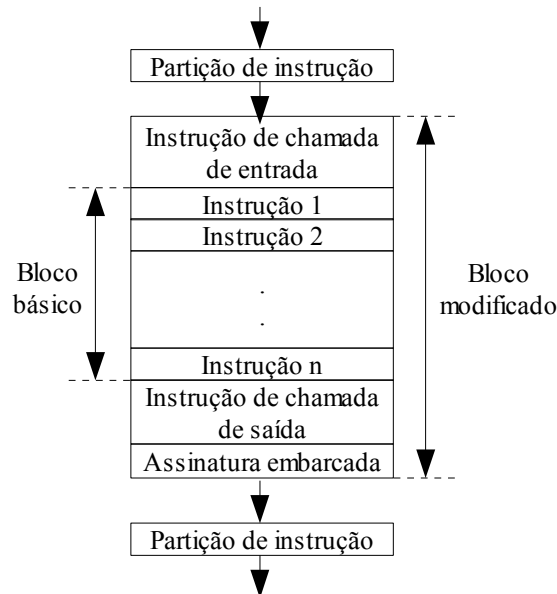 Partição de instrução
Instrução de chamada
de entrada
Instrução 1
Instrução 2
Bloco
básico
.
.
Bloco
modificado
Instrução n
Instrução de chamada
de saída
Assinatura embarcada
Partição de instrução